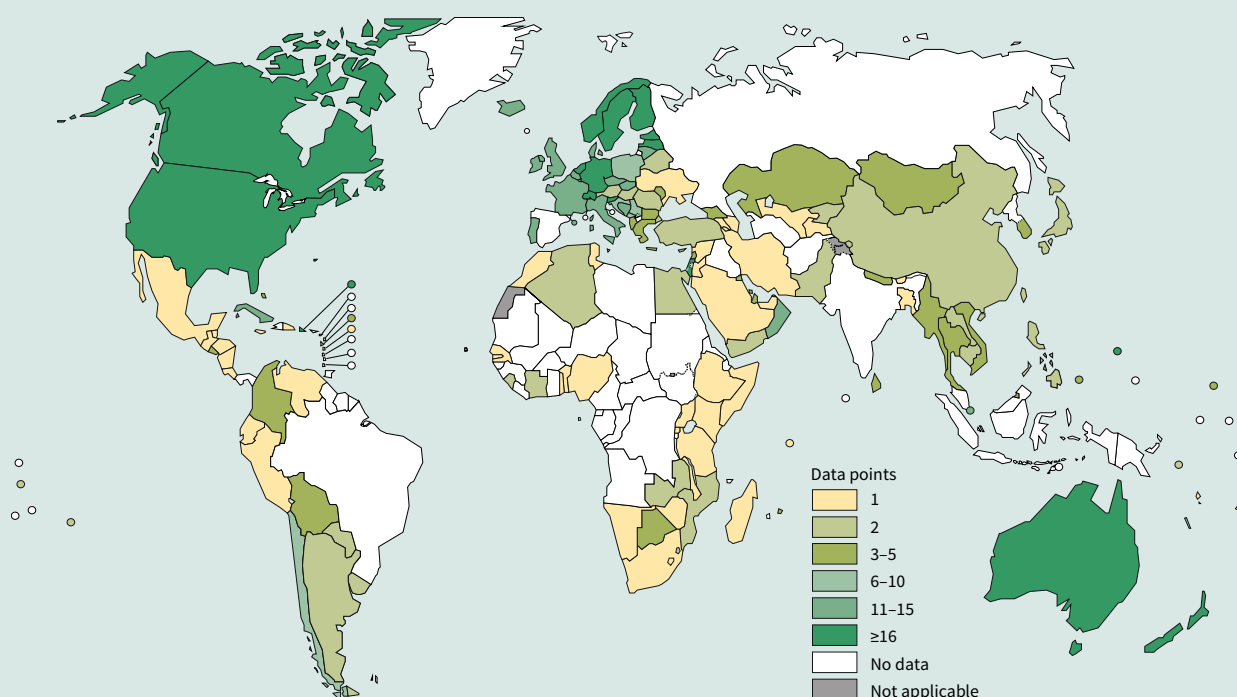 Data points
1
2
3–5
6–10
11–15
≥16
No data
Not applicable